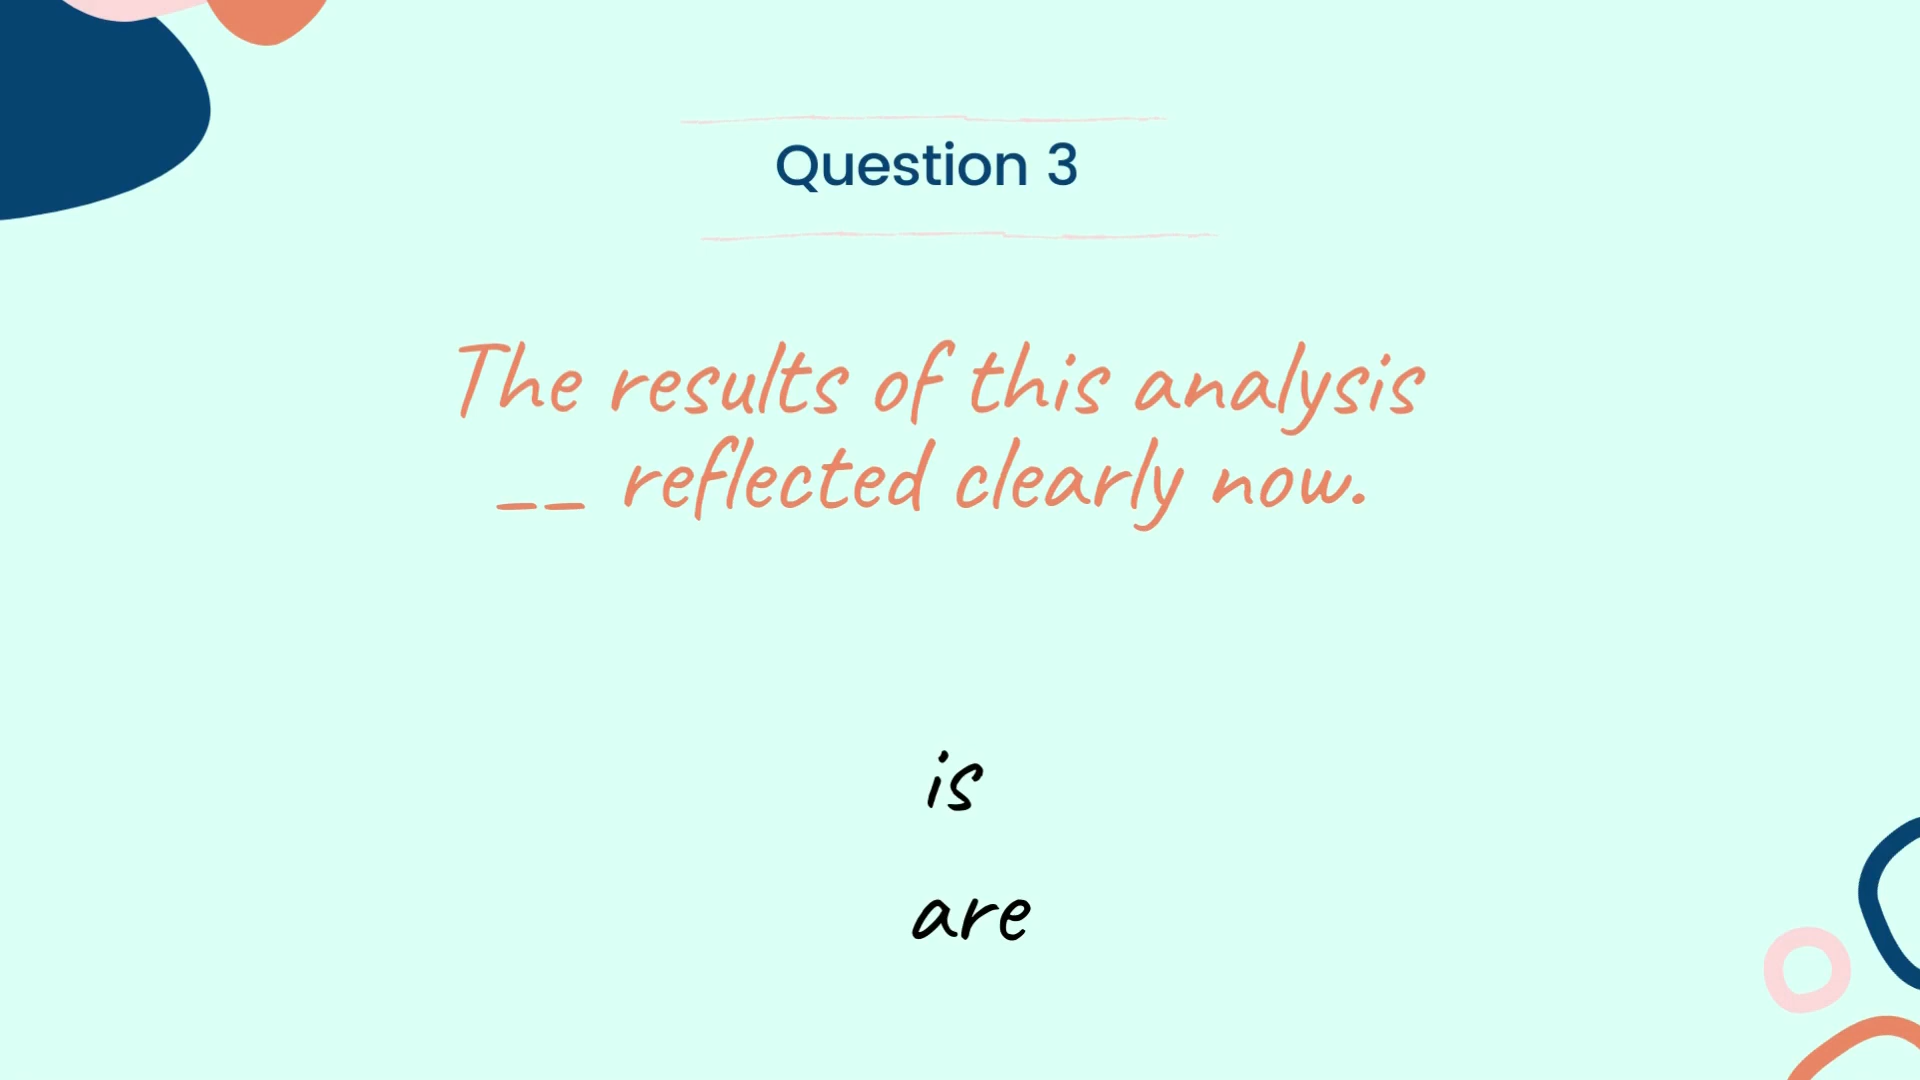 Question 3
The results of this analysis
__ reflected clearly now.
is
are